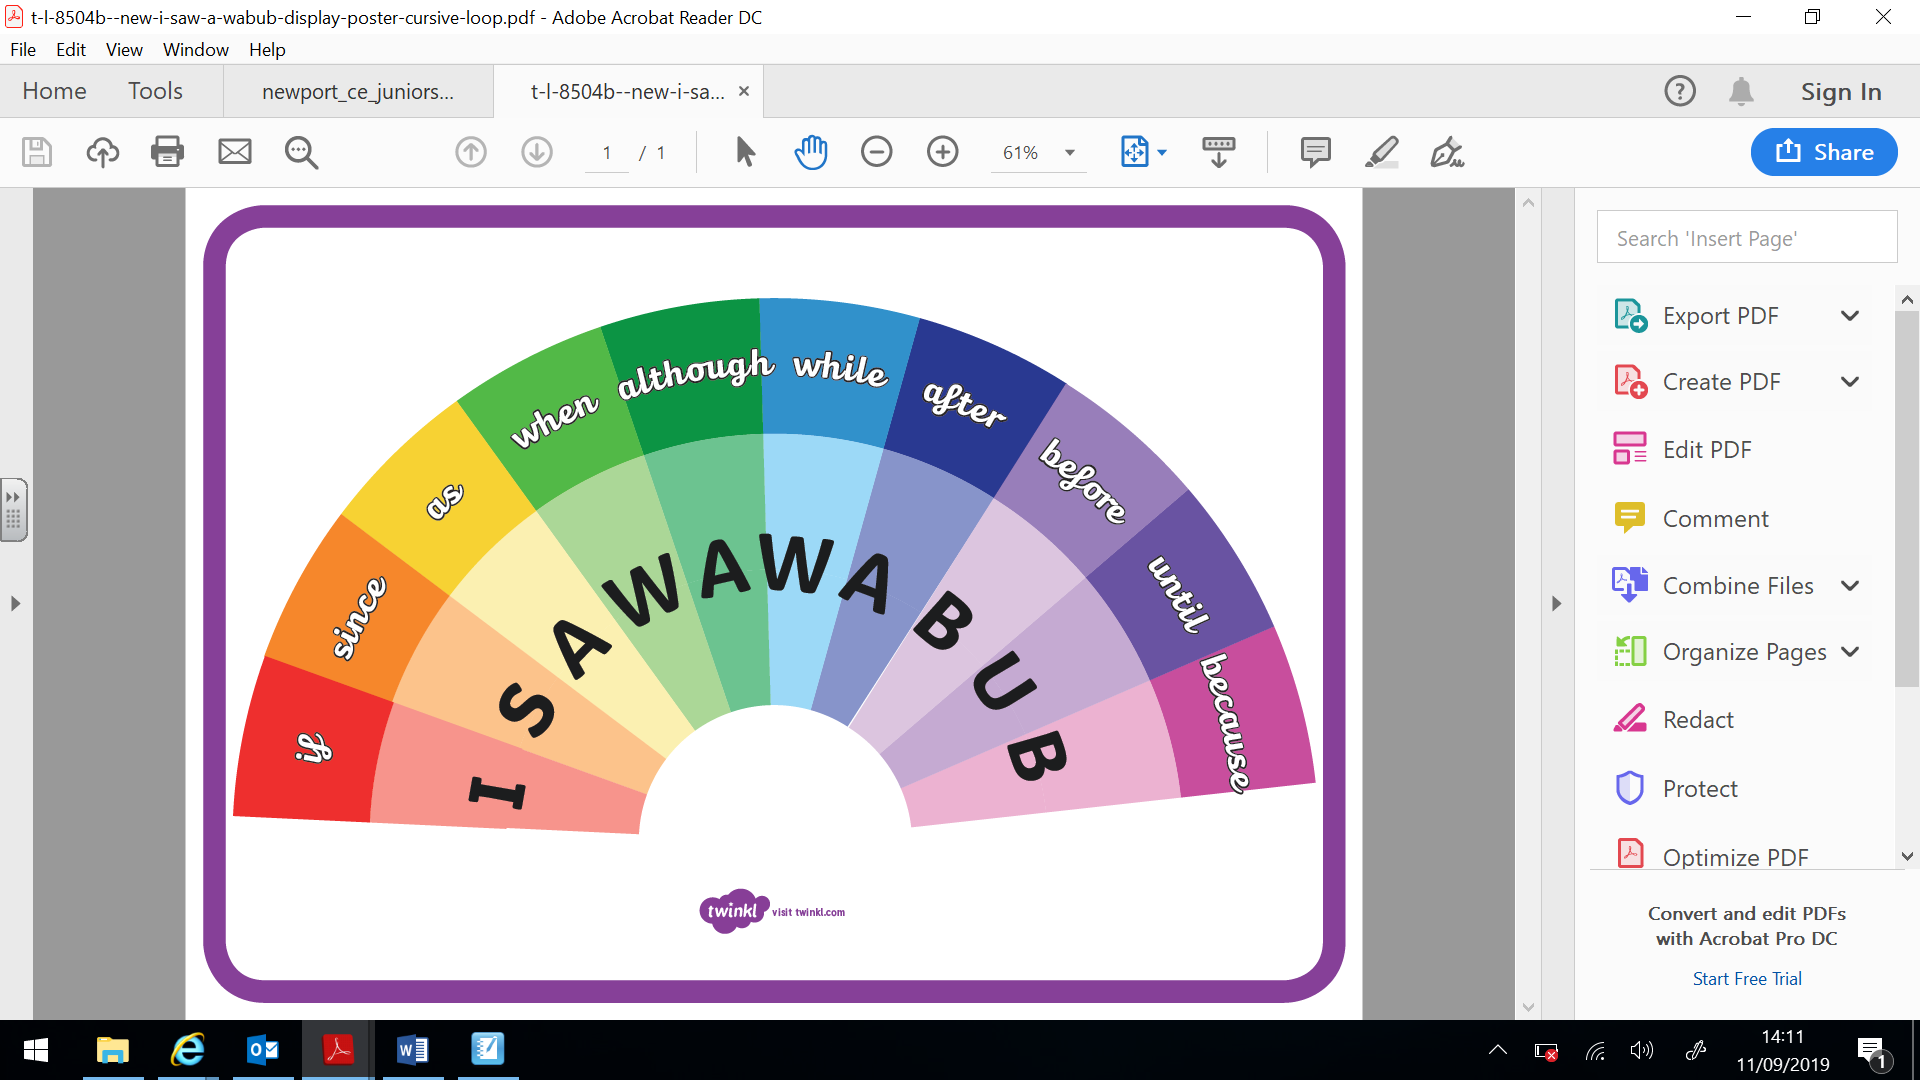 t-l-8504b--new-i-saw-a-wabub-display-poster-cursive-loop.pdf - Adobe Acrobat Reader DC
File Edit View Window Help
Home Tools newport_ce_juniors... t-l-8504b--new-i-sa... Sign In
1 / 1 61% Share
Search 'Insert Page'
Export PDF
Create PDF
Edit PDF
Comment
Combine Files
Organize Pages
Redact
Protect
Optimize PDF
Convert and edit PDFs
with Acrobat Pro DC
Start Free Trial
if since as when although while after before until because
I SAWAWA BUB
twinkl visit twinkl.com
14:11
11/09/2019
1